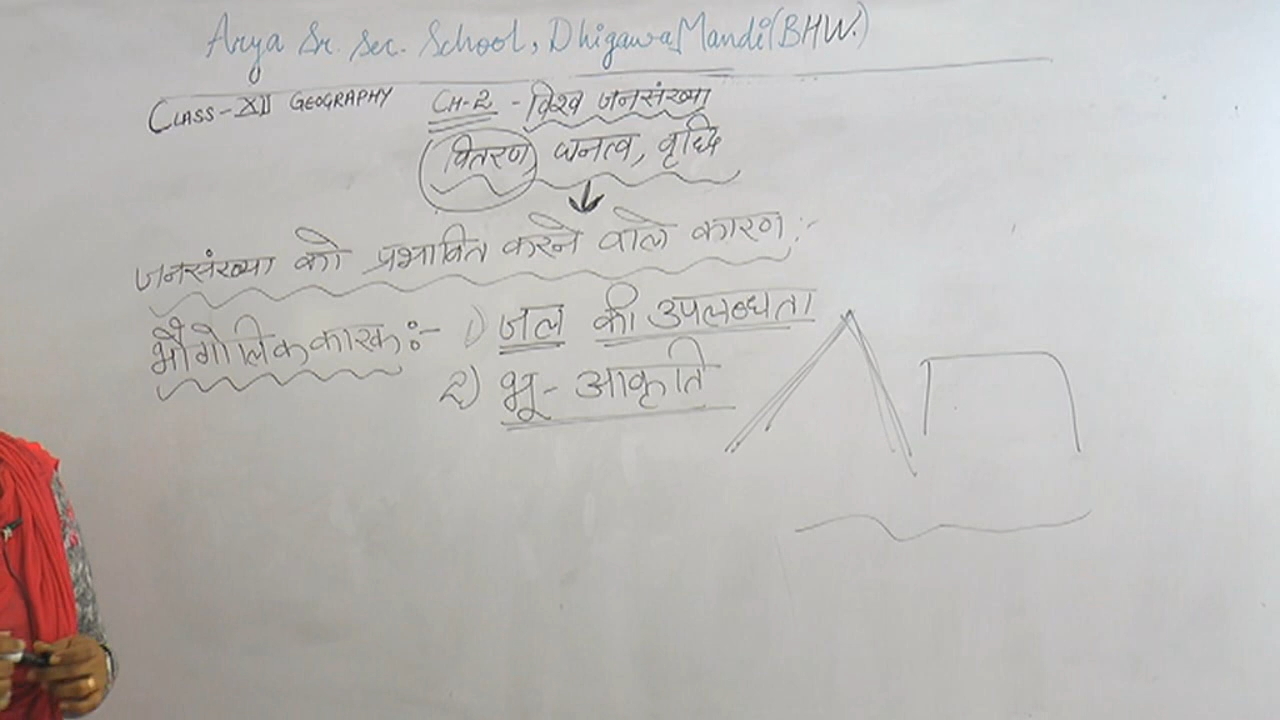 Arya Sr. Sec. School, Dhigawa Mandi (BHW.)
CLASS-XII GEOGRAPHY CH-2 - विश्व जनसंख्या
वितरण घनत्व, वृद्धि
जनसंख्या को प्रभावित करने वाले कारण :-
भौगोलिक कारक :- 1) जल की उपलब्धता
2) भू-आकृति